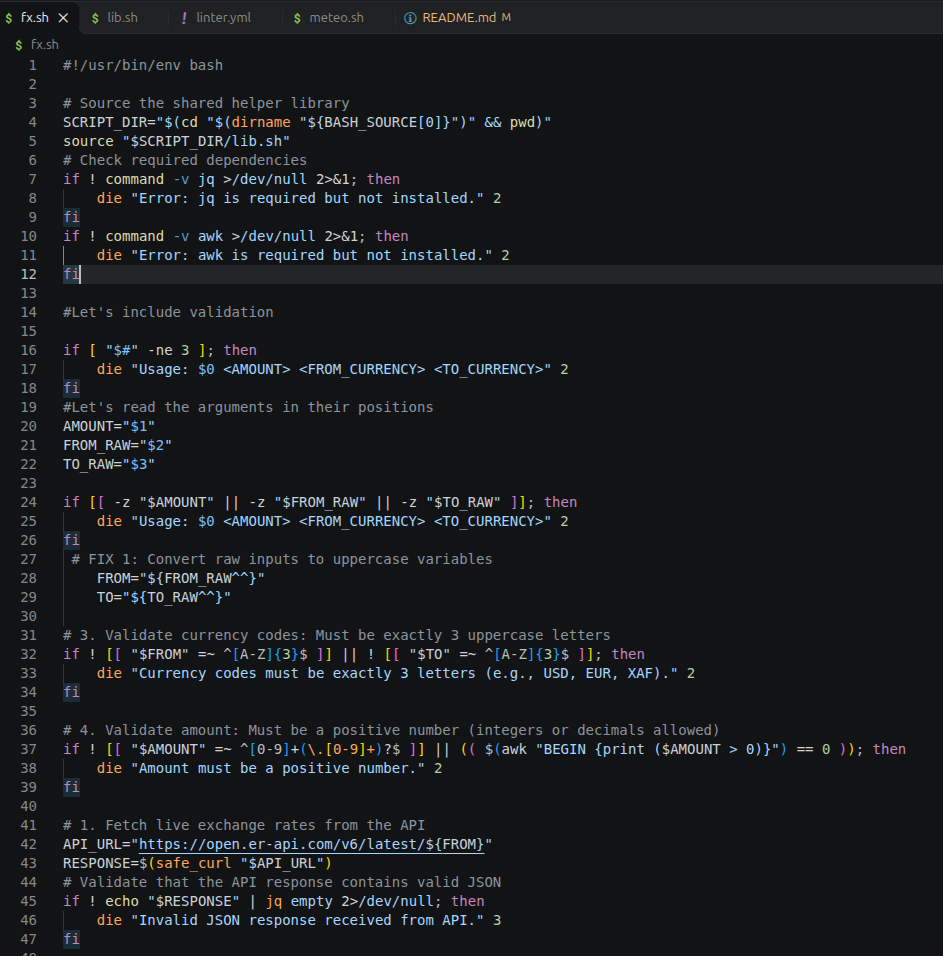 $ fx.sh × $ lib.sh ! linter.yml $ meteo.sh ⓘ README.md M
$ fx.sh
1 #!/usr/bin/env bash
2
3 # Source the shared helper library
4 SCRIPT_DIR="$(cd "$(dirname "${BASH_SOURCE[0]}")" && pwd)"
5 source "$SCRIPT_DIR/lib.sh"
6 # Check required dependencies
7 if ! command -v jq >/dev/null 2>&1; then
8     die "Error: jq is required but not installed." 2
9 fi
10 if ! command -v awk >/dev/null 2>&1; then
11     die "Error: awk is required but not installed." 2
12 fi
13
14 #Let's include validation
15
16 if [ "$#" -ne 3 ]; then
17     die "Usage: $0 <AMOUNT> <FROM_CURRENCY> <TO_CURRENCY>" 2
18 fi
19 #Let's read the arguments in their positions
20 AMOUNT="$1"
21 FROM_RAW="$2"
22 TO_RAW="$3"
23
24 if [[ -z "$AMOUNT" || -z "$FROM_RAW" || -z "$TO_RAW" ]]; then
25     die "Usage: $0 <AMOUNT> <FROM_CURRENCY> <TO_CURRENCY>" 2
26 fi
27  # FIX 1: Convert raw inputs to uppercase variables
28     FROM="${FROM_RAW^^}"
29     TO="${TO_RAW^^}"
30
31 # 3. Validate currency codes: Must be exactly 3 uppercase letters
32 if ! [[ "$FROM" =~ ^[A-Z]{3}$ ]] || ! [[ "$TO" =~ ^[A-Z]{3}$ ]]; then
33     die "Currency codes must be exactly 3 letters (e.g., USD, EUR, XAF)." 2
34 fi
35
36 # 4. Validate amount: Must be a positive number (integers or decimals allowed)
37 if ! [[ "$AMOUNT" =~ ^[0-9]+(\.[0-9]+)?$ ]] || (( $(awk "BEGIN {print ($AMOUNT > 0)}") == 0 )); then
38     die "Amount must be a positive number." 2
39 fi
40
41 # 1. Fetch live exchange rates from the API
42 API_URL="https://open.er-api.com/v6/latest/${FROM}"
43 RESPONSE=$(safe_curl "$API_URL")
44 # Validate that the API response contains valid JSON
45 if ! echo "$RESPONSE" | jq empty 2>/dev/null; then
46     die "Invalid JSON response received from API." 3
47 fi